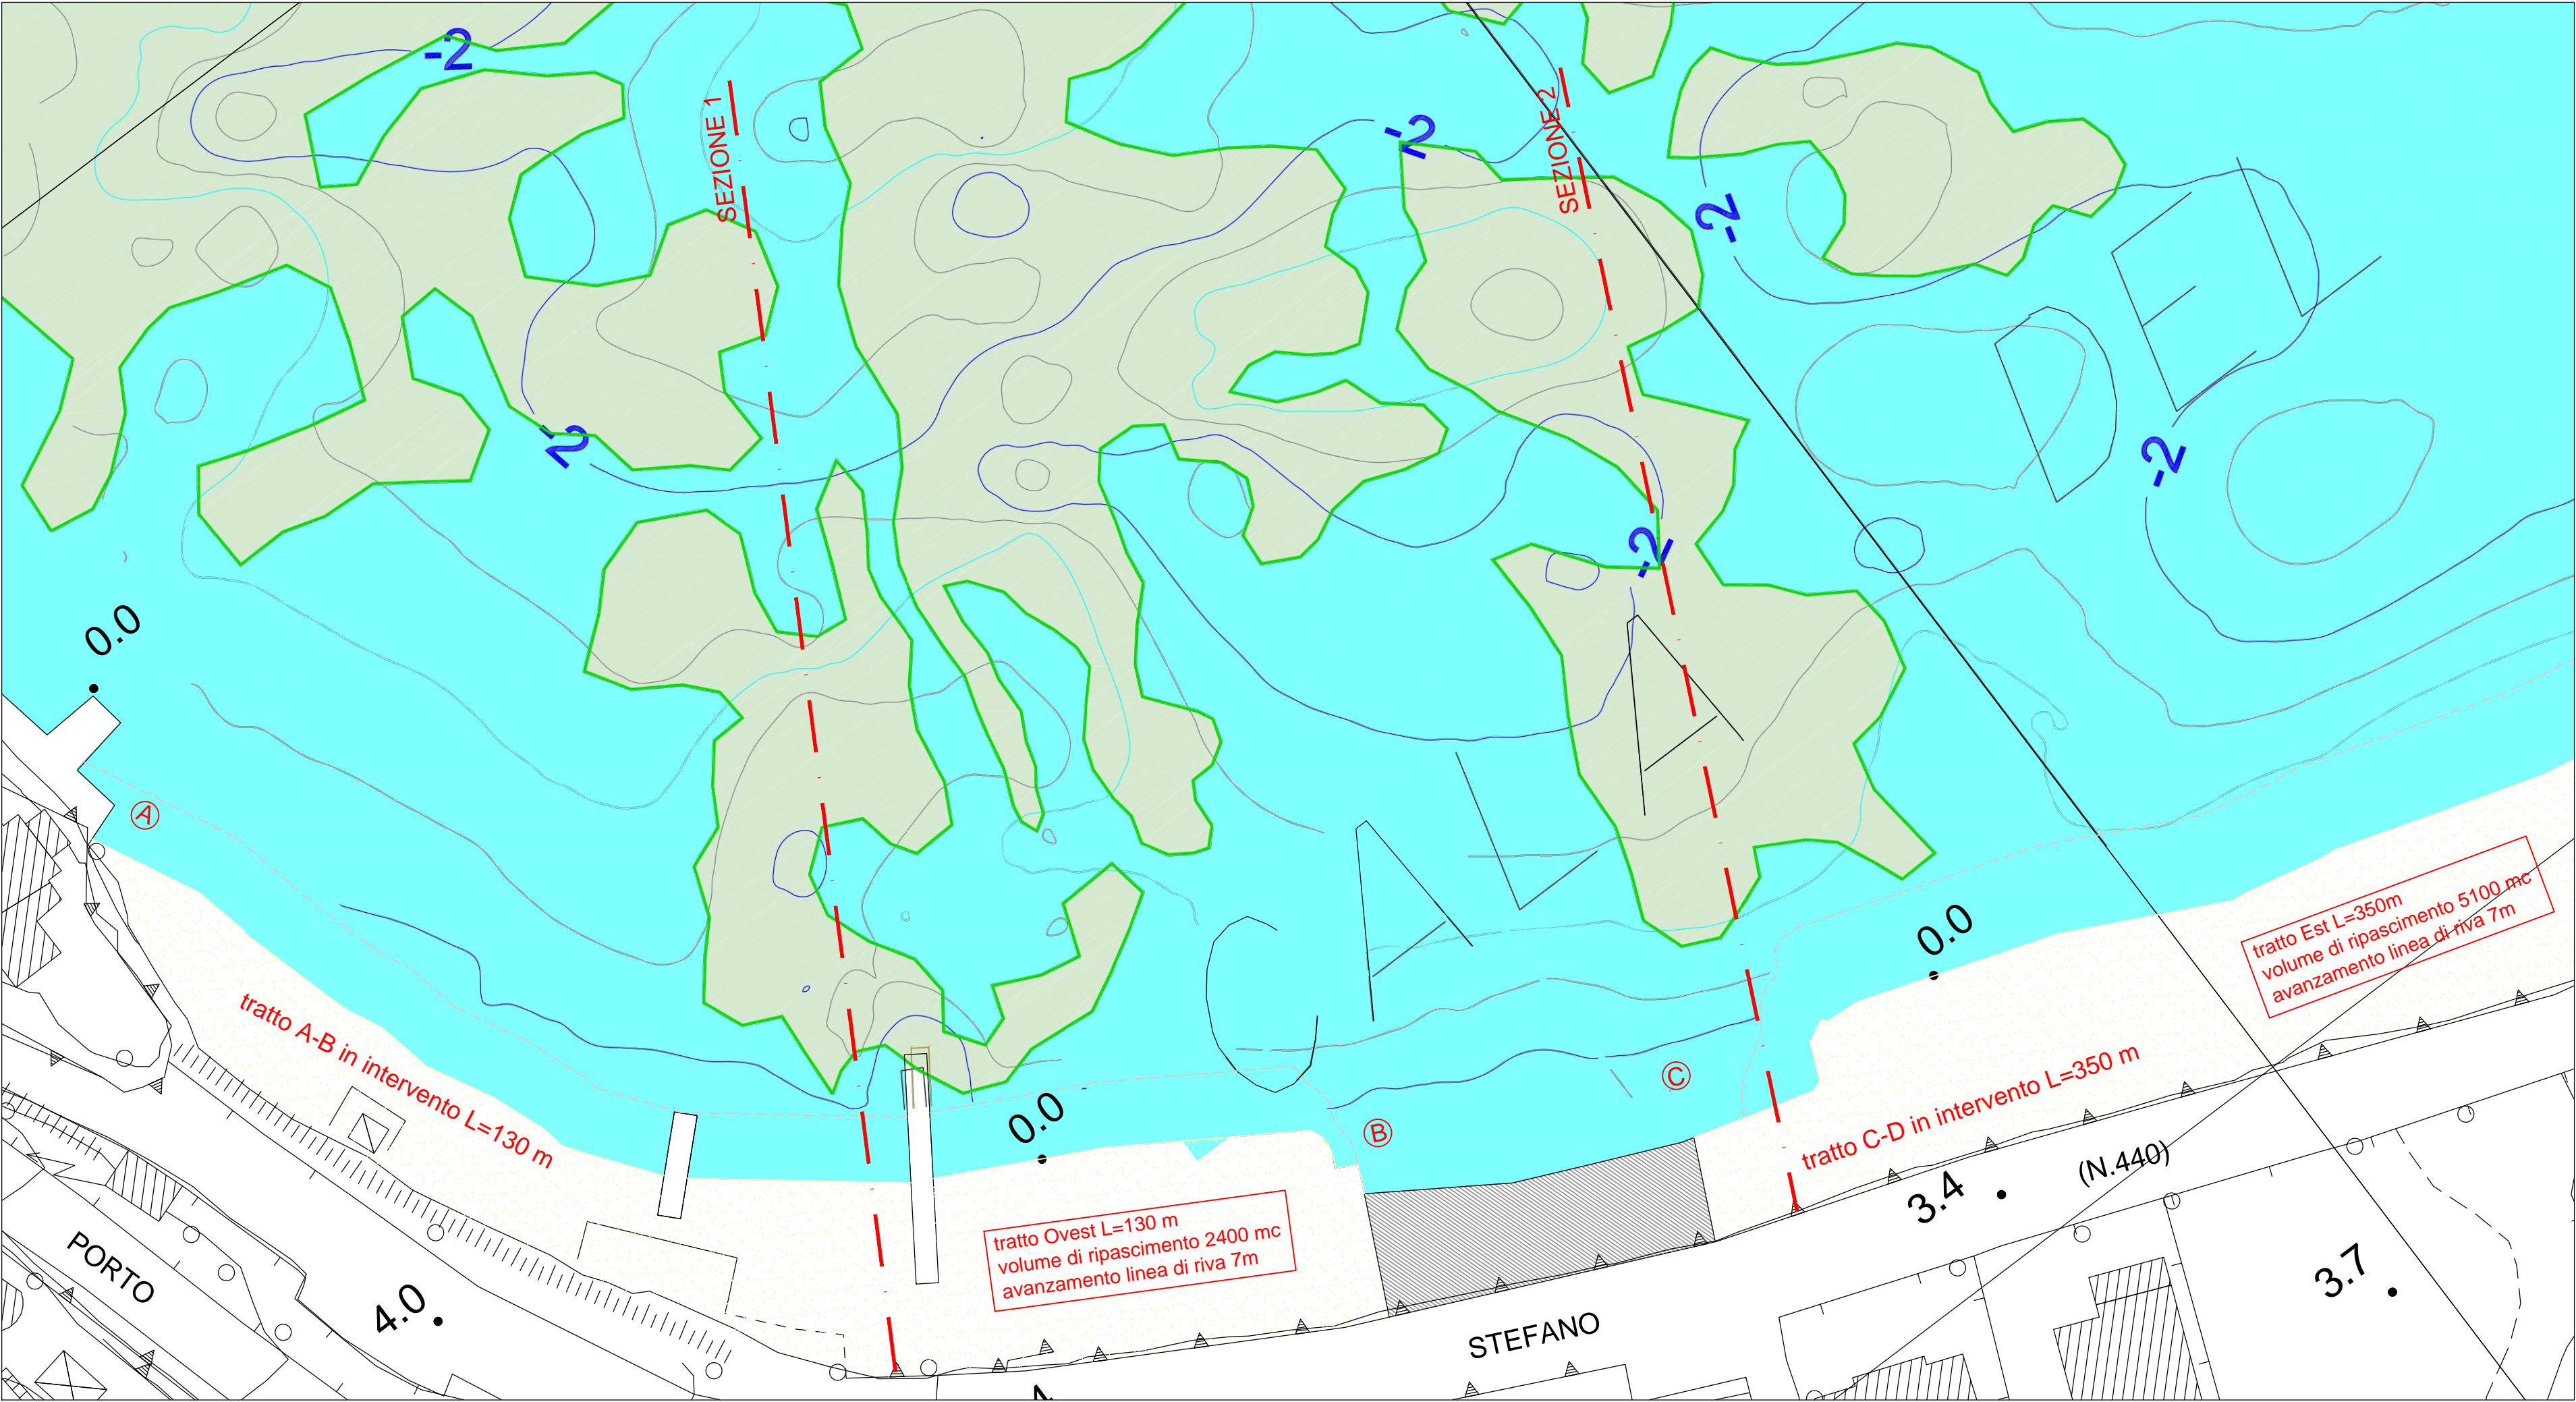 -2
SEZIONE 1
SEZIONE 2
-2
-2
DEL
2
-2
-2
0.0
A
CALA
0.0
tratto Est L=350m
volume di ripascimento 5100 mc
avanzamento linea di riva 7m
tratto A-B in intervento L=130 m
C
B
0.0
tratto C-D in intervento L=350 m
(N.440)
3.4
tratto Ovest L=130 m
volume di ripascimento 2400 mc
avanzamento linea di riva 7m
PORTO
4.0
STEFANO
3.7